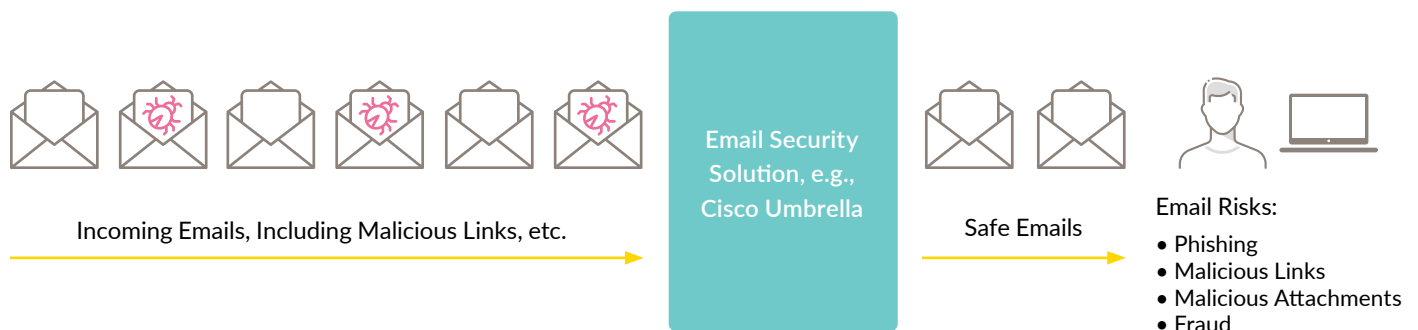 Email Security
Solution, e.g.,
Cisco Umbrella
Incoming Emails, Including Malicious Links, etc.
Safe Emails
Email Risks:
• Phishing
• Malicious Links
• Malicious Attachments
• Fraud